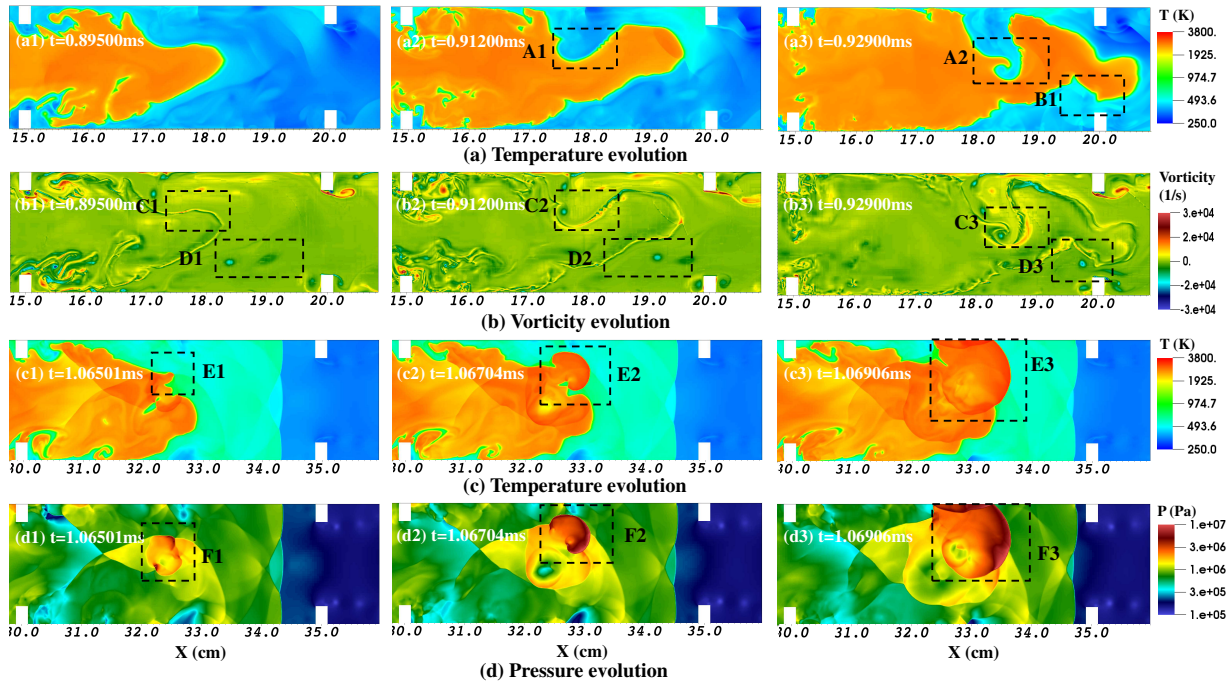 (a1) t=0.89500ms
(a2) t=0.91200ms
A1
(a3) t=0.92900ms
A2
B1
T (K)
3800.
1925.
974.7
493.6
250.0
15.0 16.0 17.0 18.0 19.0 20.0
15.0 16.0 17.0 18.0 19.0 20.0
15.0 16.0 17.0 18.0 19.0 20.0
(a) Temperature evolution
(b1) t=0.89500ms
C1
D1
(b2) t=0.91200ms
C2
D2
(b3) t=0.92900ms
C3
D3
Vorticity
(1/s)
3.e+04
2.e+04
0.
-2.e+04
-3.e+04
15.0 16.0 17.0 18.0 19.0 20.0
15.0 16.0 17.0 18.0 19.0 20.0
15.0 16.0 17.0 18.0 19.0 20.0
(b) Vorticity evolution
(c1) t=1.06501ms
E1
(c2) t=1.06704ms
E2
(c3) t=1.06906ms
E3
T (K)
3800.
1925.
974.7
493.6
250.0
30.0 31.0 32.0 33.0 34.0 35.0
30.0 31.0 32.0 33.0 34.0 35.0
30.0 31.0 32.0 33.0 34.0 35.0
(c) Temperature evolution
(d1) t=1.06501ms
F1
(d2) t=1.06704ms
F2
(d3) t=1.06906ms
F3
P (Pa)
1.e+07
3.e+06
1.e+06
3.e+05
1.e+05
30.0 31.0 32.0 33.0 34.0 35.0
30.0 31.0 32.0 33.0 34.0 35.0
30.0 31.0 32.0 33.0 34.0 35.0
X (cm) X (cm) X (cm)
(d) Pressure evolution